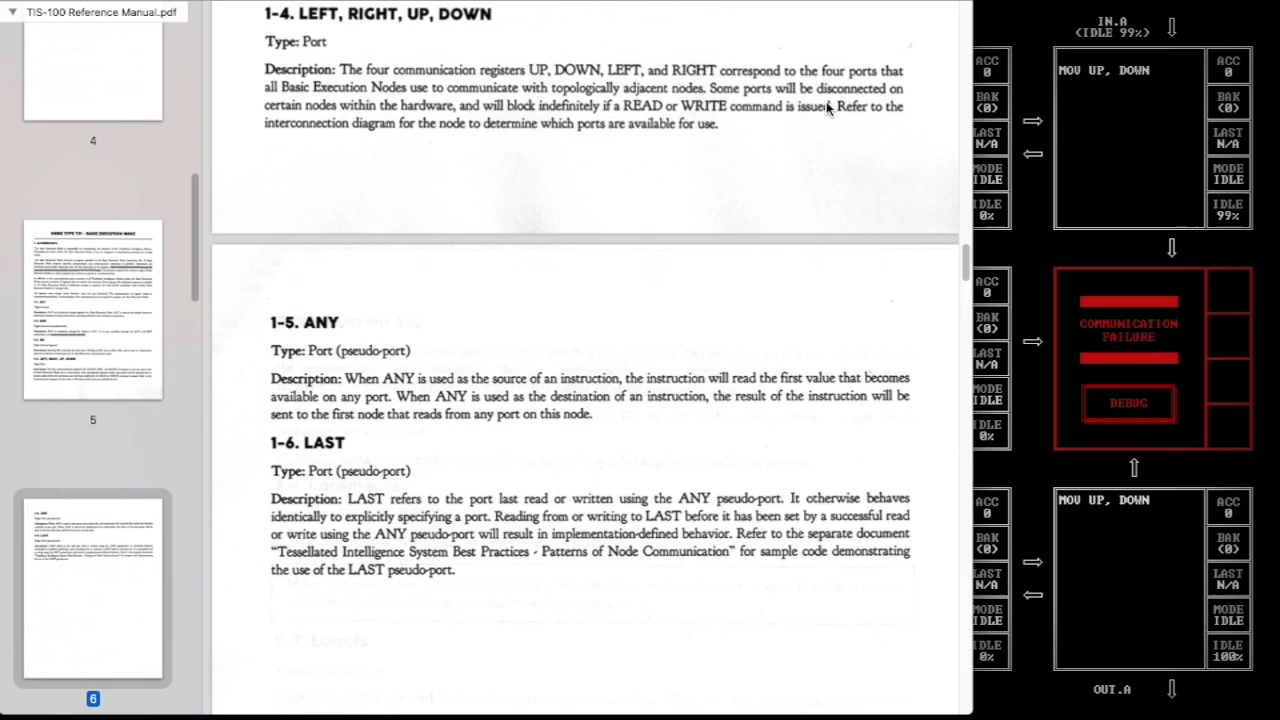 TIS-100 Reference Manual.pdf
4
5
6
NODE TYPE T21 - BASIC EXECUTION NODE
1-4. LEFT, RIGHT, UP, DOWN
Type: Port
Description: The four communication registers UP, DOWN, LEFT, and RIGHT correspond to the four ports that
all Basic Execution Nodes use to communicate with topologically adjacent nodes. Some ports will be disconnected on
certain nodes within the hardware, and will block indefinitely if a READ or WRITE command is issued. Refer to the
interconnection diagram for the node to determine which ports are available for use.
1-5. ANY
Type: Port (pseudo-port)
Description: When ANY is used as the source of an instruction, the instruction will read the first value that becomes
available on any port. When ANY is used as the destination of an instruction, the result of the instruction will be
sent to the first node that reads from any port on this node.
1-6. LAST
Type: Port (pseudo-port)
Description: LAST refers to the port last read or written using the ANY pseudo-port. It otherwise behaves
identically to explicitly specifying a port. Reading from or writing to LAST before it has been set by a successful read
or write using the ANY pseudo-port will result in implementation-defined behavior. Refer to the separate document
“Tessellated Intelligence System Best Practices - Patterns of Node Communication” for sample code demonstrating
the use of the LAST pseudo-port.
IN.A
(IDLE 99%)
ACC
0
BAK
(0)
LAST
N/A
MODE
IDLE
IDLE
0%
MOV UP, DOWN
ACC
0
BAK
(0)
LAST
N/A
MODE
IDLE
IDLE
99%
ACC
0
BAK
(0)
LAST
N/A
MODE
IDLE
IDLE
0%
COMMUNICATION
FAILURE
DEBUG
ACC
0
BAK
(0)
LAST
N/A
MODE
IDLE
IDLE
0%
MOV UP, DOWN
ACC
0
BAK
(0)
LAST
N/A
MODE
IDLE
IDLE
100%
OUT.A